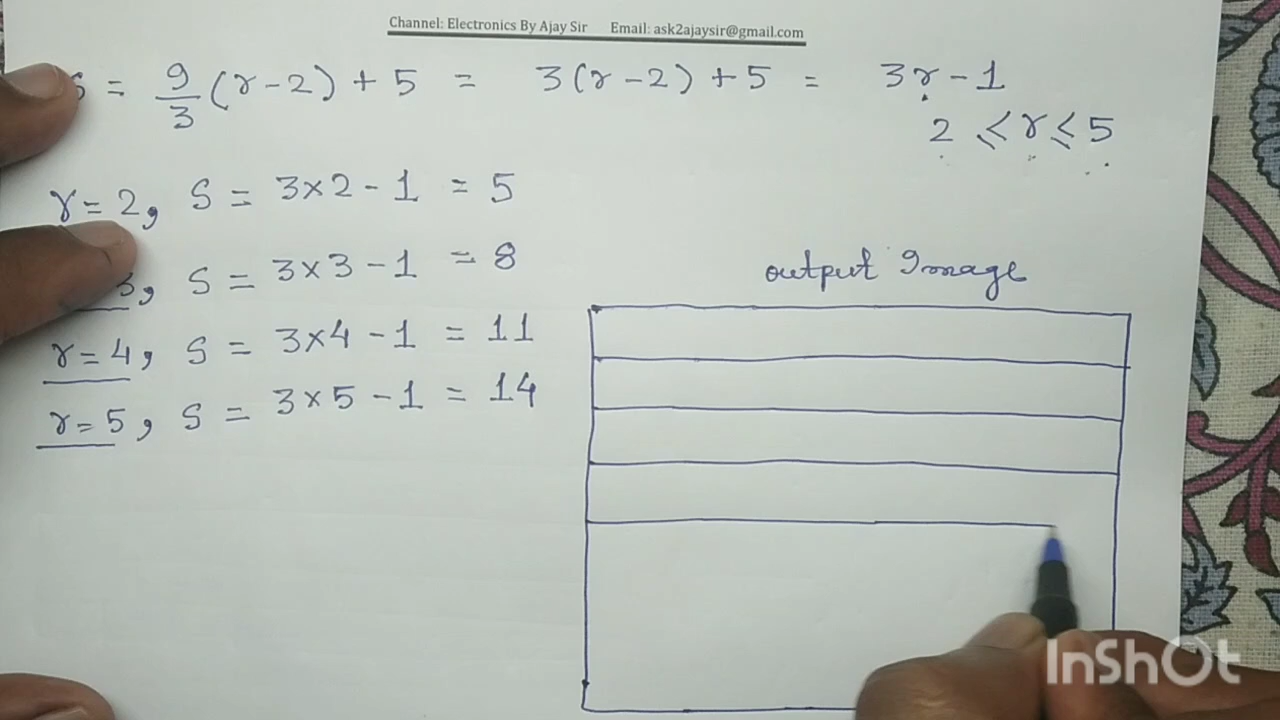 Channel: Electronics By Ajay Sir Email: ask2ajaysir@gmail.com
S = 9/3 (r - 2) + 5 = 3(r - 2) + 5 = 3r - 1
2 ≤ r ≤ 5
r = 2, S = 3×2 - 1 = 5
3, S = 3×3 - 1 = 8
r = 4, S = 3×4 - 1 = 11
r = 5, S = 3×5 - 1 = 14
output Image
InShOt